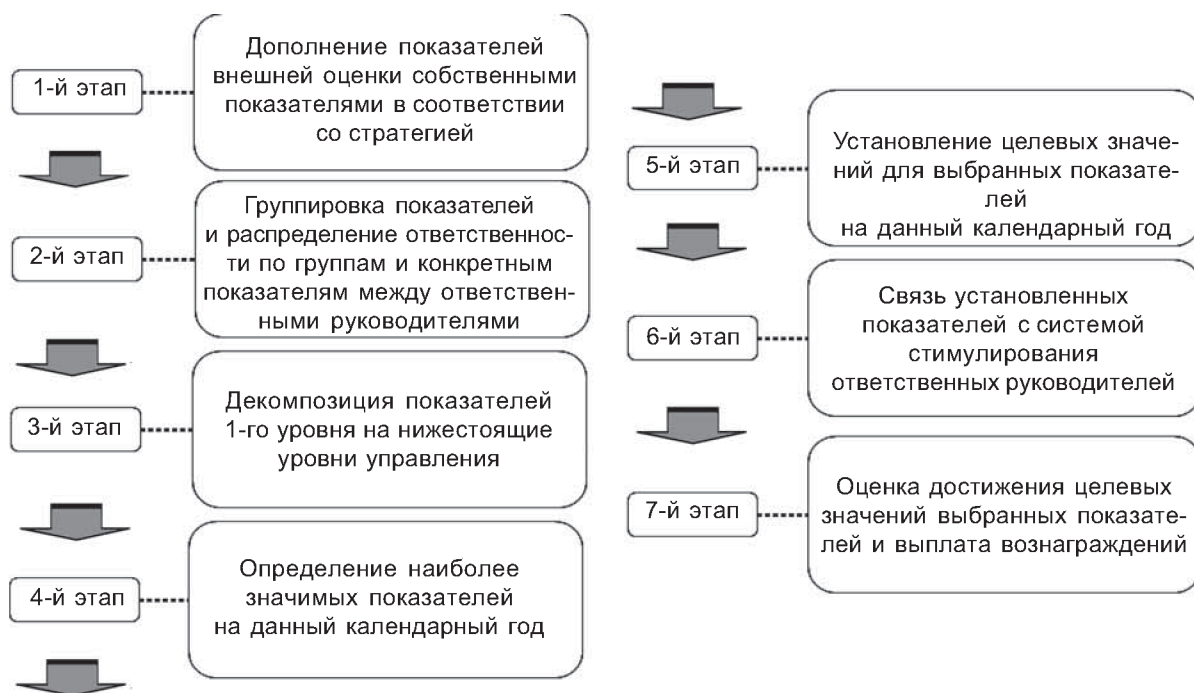 1-й этап
Дополнение показателей
внешней оценки собственными
показателями в соответствии
со стратегией
2-й этап
Группировка показателей
и распределение ответственнос-
ти по группам и конкретным
показателям между ответствен-
ными руководителями
3-й этап
Декомпозиция показателей
1-го уровня на нижестоящие
уровни управления
4-й этап
Определение наиболее
значимых показателей
на данный календарный год
5-й этап
Установление целевых значе-
ний для выбранных показате-
лей
на данный календарный год
6-й этап
Связь установленных
показателей с системой
стимулирования
ответственных руководителей
7-й этап
Оценка достижения целевых
значений выбранных показате-
лей и выплата вознаграждений